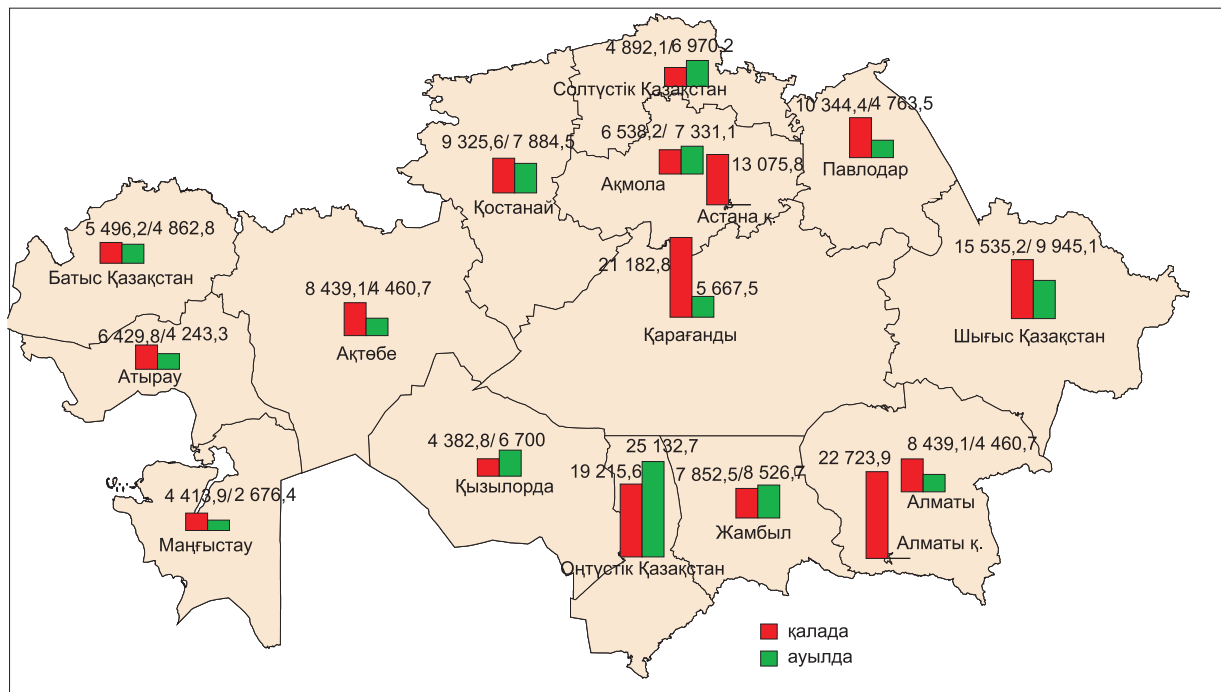 4 892,1/6 970,2
Солтүстік Қазақстан
10 344,4/4 763,5
Павлодар
6 538,2/ 7 331,1
Ақмола
13 075,8
Астана қ.
9 325,6/ 7 884,5
Қостанай
5 496,2/4 862,8
Батыс Қазақстан
15 535,2/ 9 945,1
Шығыс Қазақстан
21 182,8
5 667,5
Қарағанды
8 439,1/4 460,7
Ақтөбе
6 429,8/4 243,3
Атырау
4 382,8/ 6 700
Қызылорда
25 132,7
19 215,6
Оңтүстік Қазақстан
7 852,5/8 526,7
Жамбыл
8 439,1/4 460,7
Алматы
22 723,9
Алматы қ.
4 413,9/2 676,4
Маңғыстау
қалада
ауылда